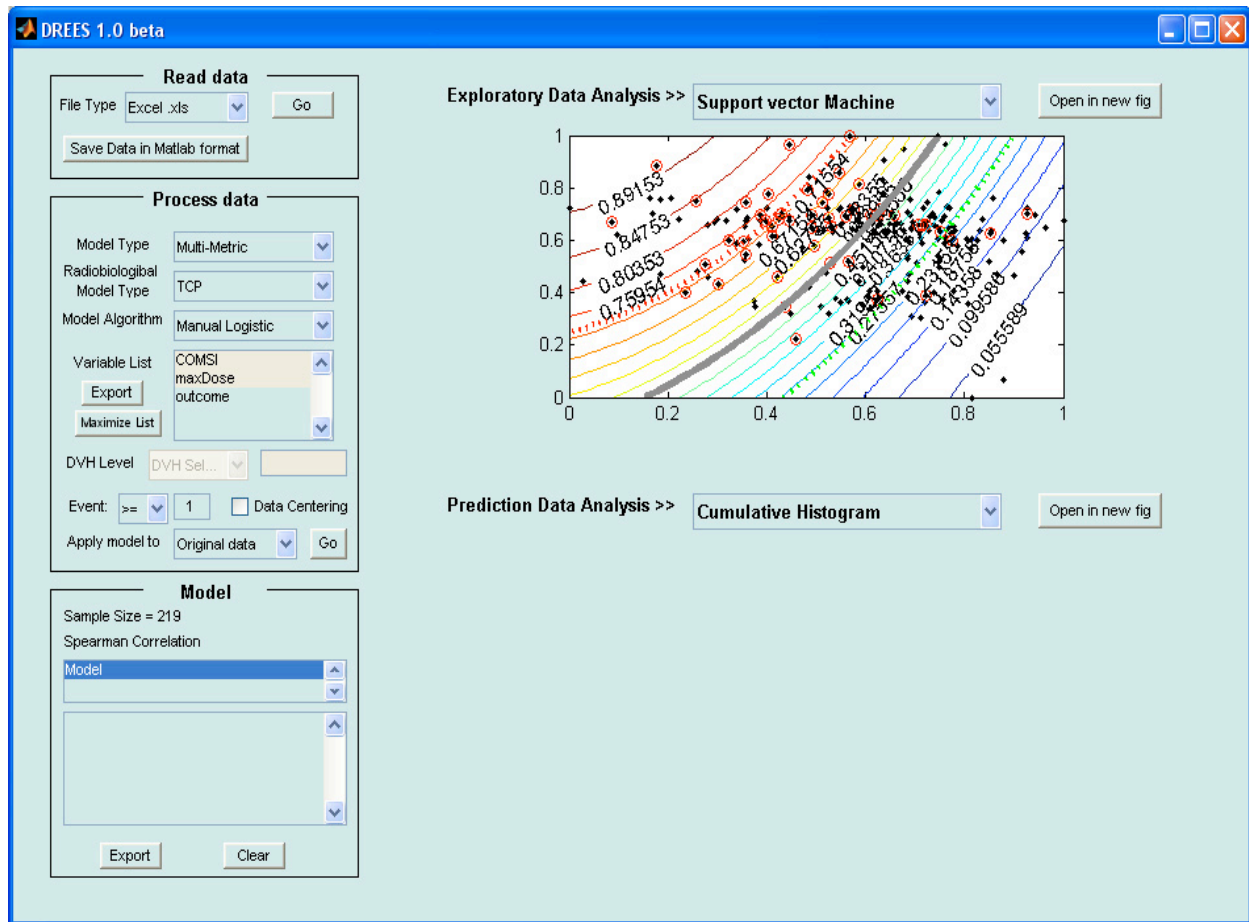 DREES 1.0 beta
Read data
File Type Excel .xls Go
Save Data in Matlab format
Process data
Model Type Multi-Metric
Radiobiologibal
Model Type TCP
Model Algorithm Manual Logistic
Variable List
COMSI
maxDose
outcome
Export
Maximize List
DVH Level DVH Sel...
Event: >= 1 Data Centering
Apply model to Original data Go
Model
Sample Size = 219
Spearman Correlation
Model
Export Clear
Exploratory Data Analysis >> Support vector Machine Open in new fig
1
0.8
0.6
0.4
0.2
0
0 0.2 0.4 0.6 0.8 1
0.89153
0.84753
0.80353
0.75954
0.14358
0.099586
0.055589
Prediction Data Analysis >> Cumulative Histogram Open in new fig